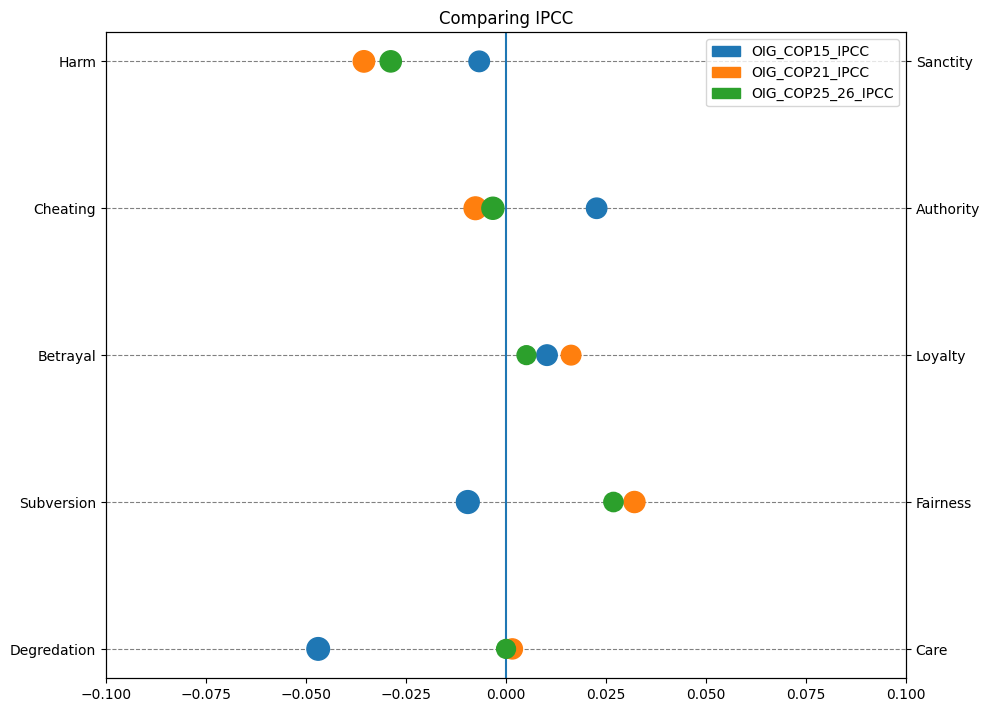 Comparing IPCC
OIG_COP15_IPCC
OIG_COP21_IPCC
OIG_COP25_26_IPCC
Harm
Sanctity
Cheating
Authority
Betrayal
Loyalty
Subversion
Fairness
Degredation
Care
−0.100
−0.075
−0.050
−0.025
0.000
0.025
0.050
0.075
0.100